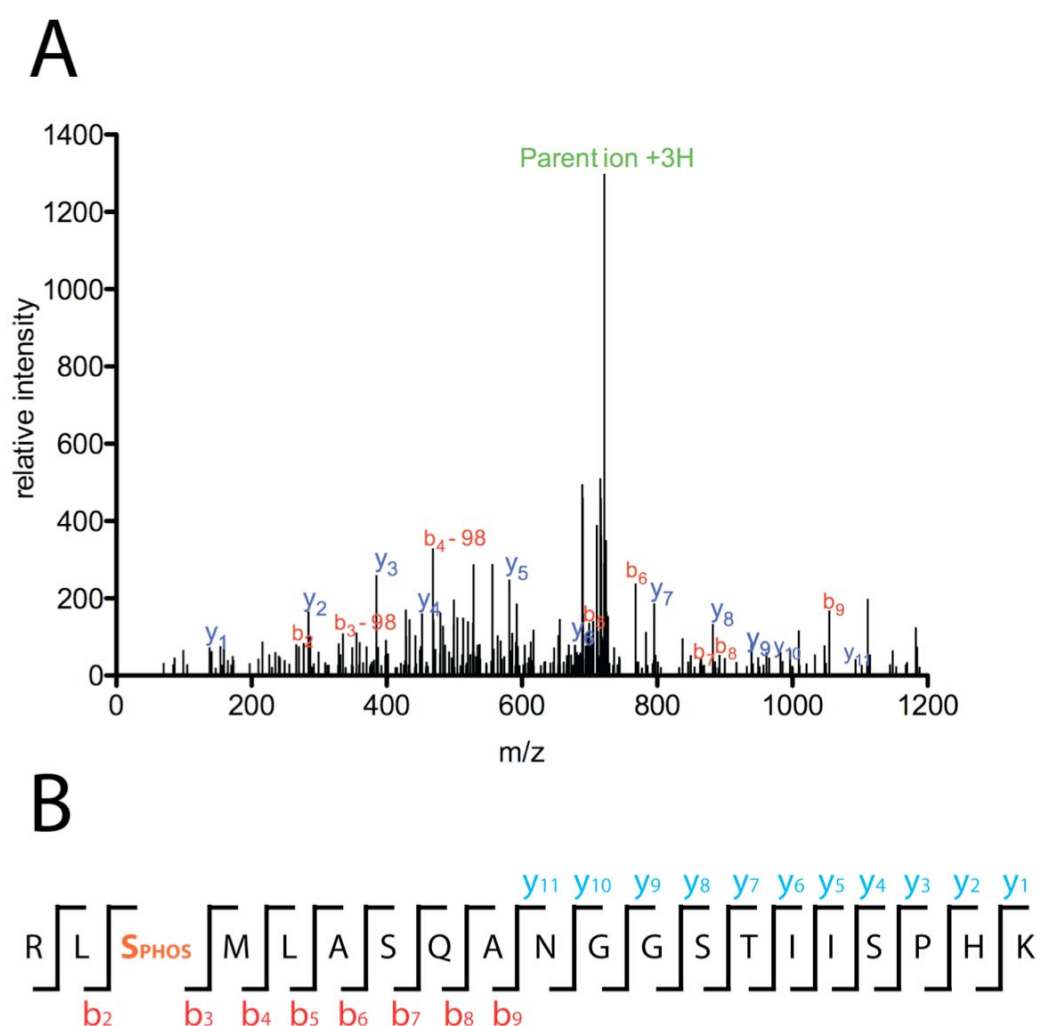 A
Parent ion +3H
relative intensity
1400
1200
1000
800
600
400
200
0
y1
y2
b2
b3 - 98
y3
y4
b4 - 98
y5
y6
b5
b6
y7
b7
y8
b8
y9
y10
b9
y11
0 200 400 600 800 1000 1200
m/z
B
y11 y10 y9 y8 y7 y6 y5 y4 y3 y2 y1
R L SPHOS M L A S Q A N G G S T I I S P H K
b2 b3 b4 b5 b6 b7 b8 b9